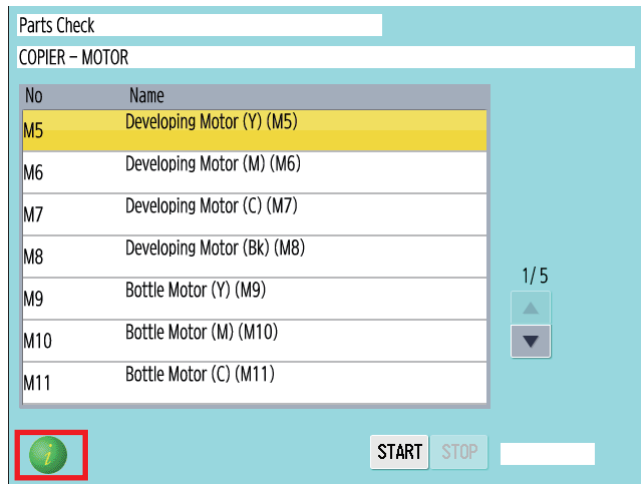 Parts Check
COPIER – MOTOR
No Name
M5 Developing Motor (Y) (M5)
M6 Developing Motor (M) (M6)
M7 Developing Motor (C) (M7)
M8 Developing Motor (Bk) (M8)
M9 Bottle Motor (Y) (M9)
M10 Bottle Motor (M) (M10)
M11 Bottle Motor (C) (M11)
1/ 5
i START STOP